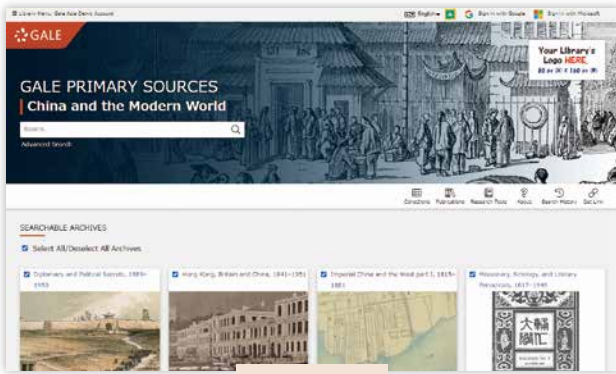 Library Menu: Gale Asia Demo Account
English
Sign in with Google
Sign in with Microsoft
GALE
Your Library's
Logo HERE,
GALE PRIMARY SOURCES
China and the Modern World
Search
Advanced Search
Collections
Publications
Research Tools
About
Search History
Get Link
SEARCHABLE ARCHIVES
Select All/Deselect All Archives
Diplomacy and Political Secrets, 1869–
1950
Hong Kong, Britain and China, 1841–1951
Imperial China and the West part I, 1815–
1881
Missionary, Sinology, and Literary
Periodicals, 1817–1949